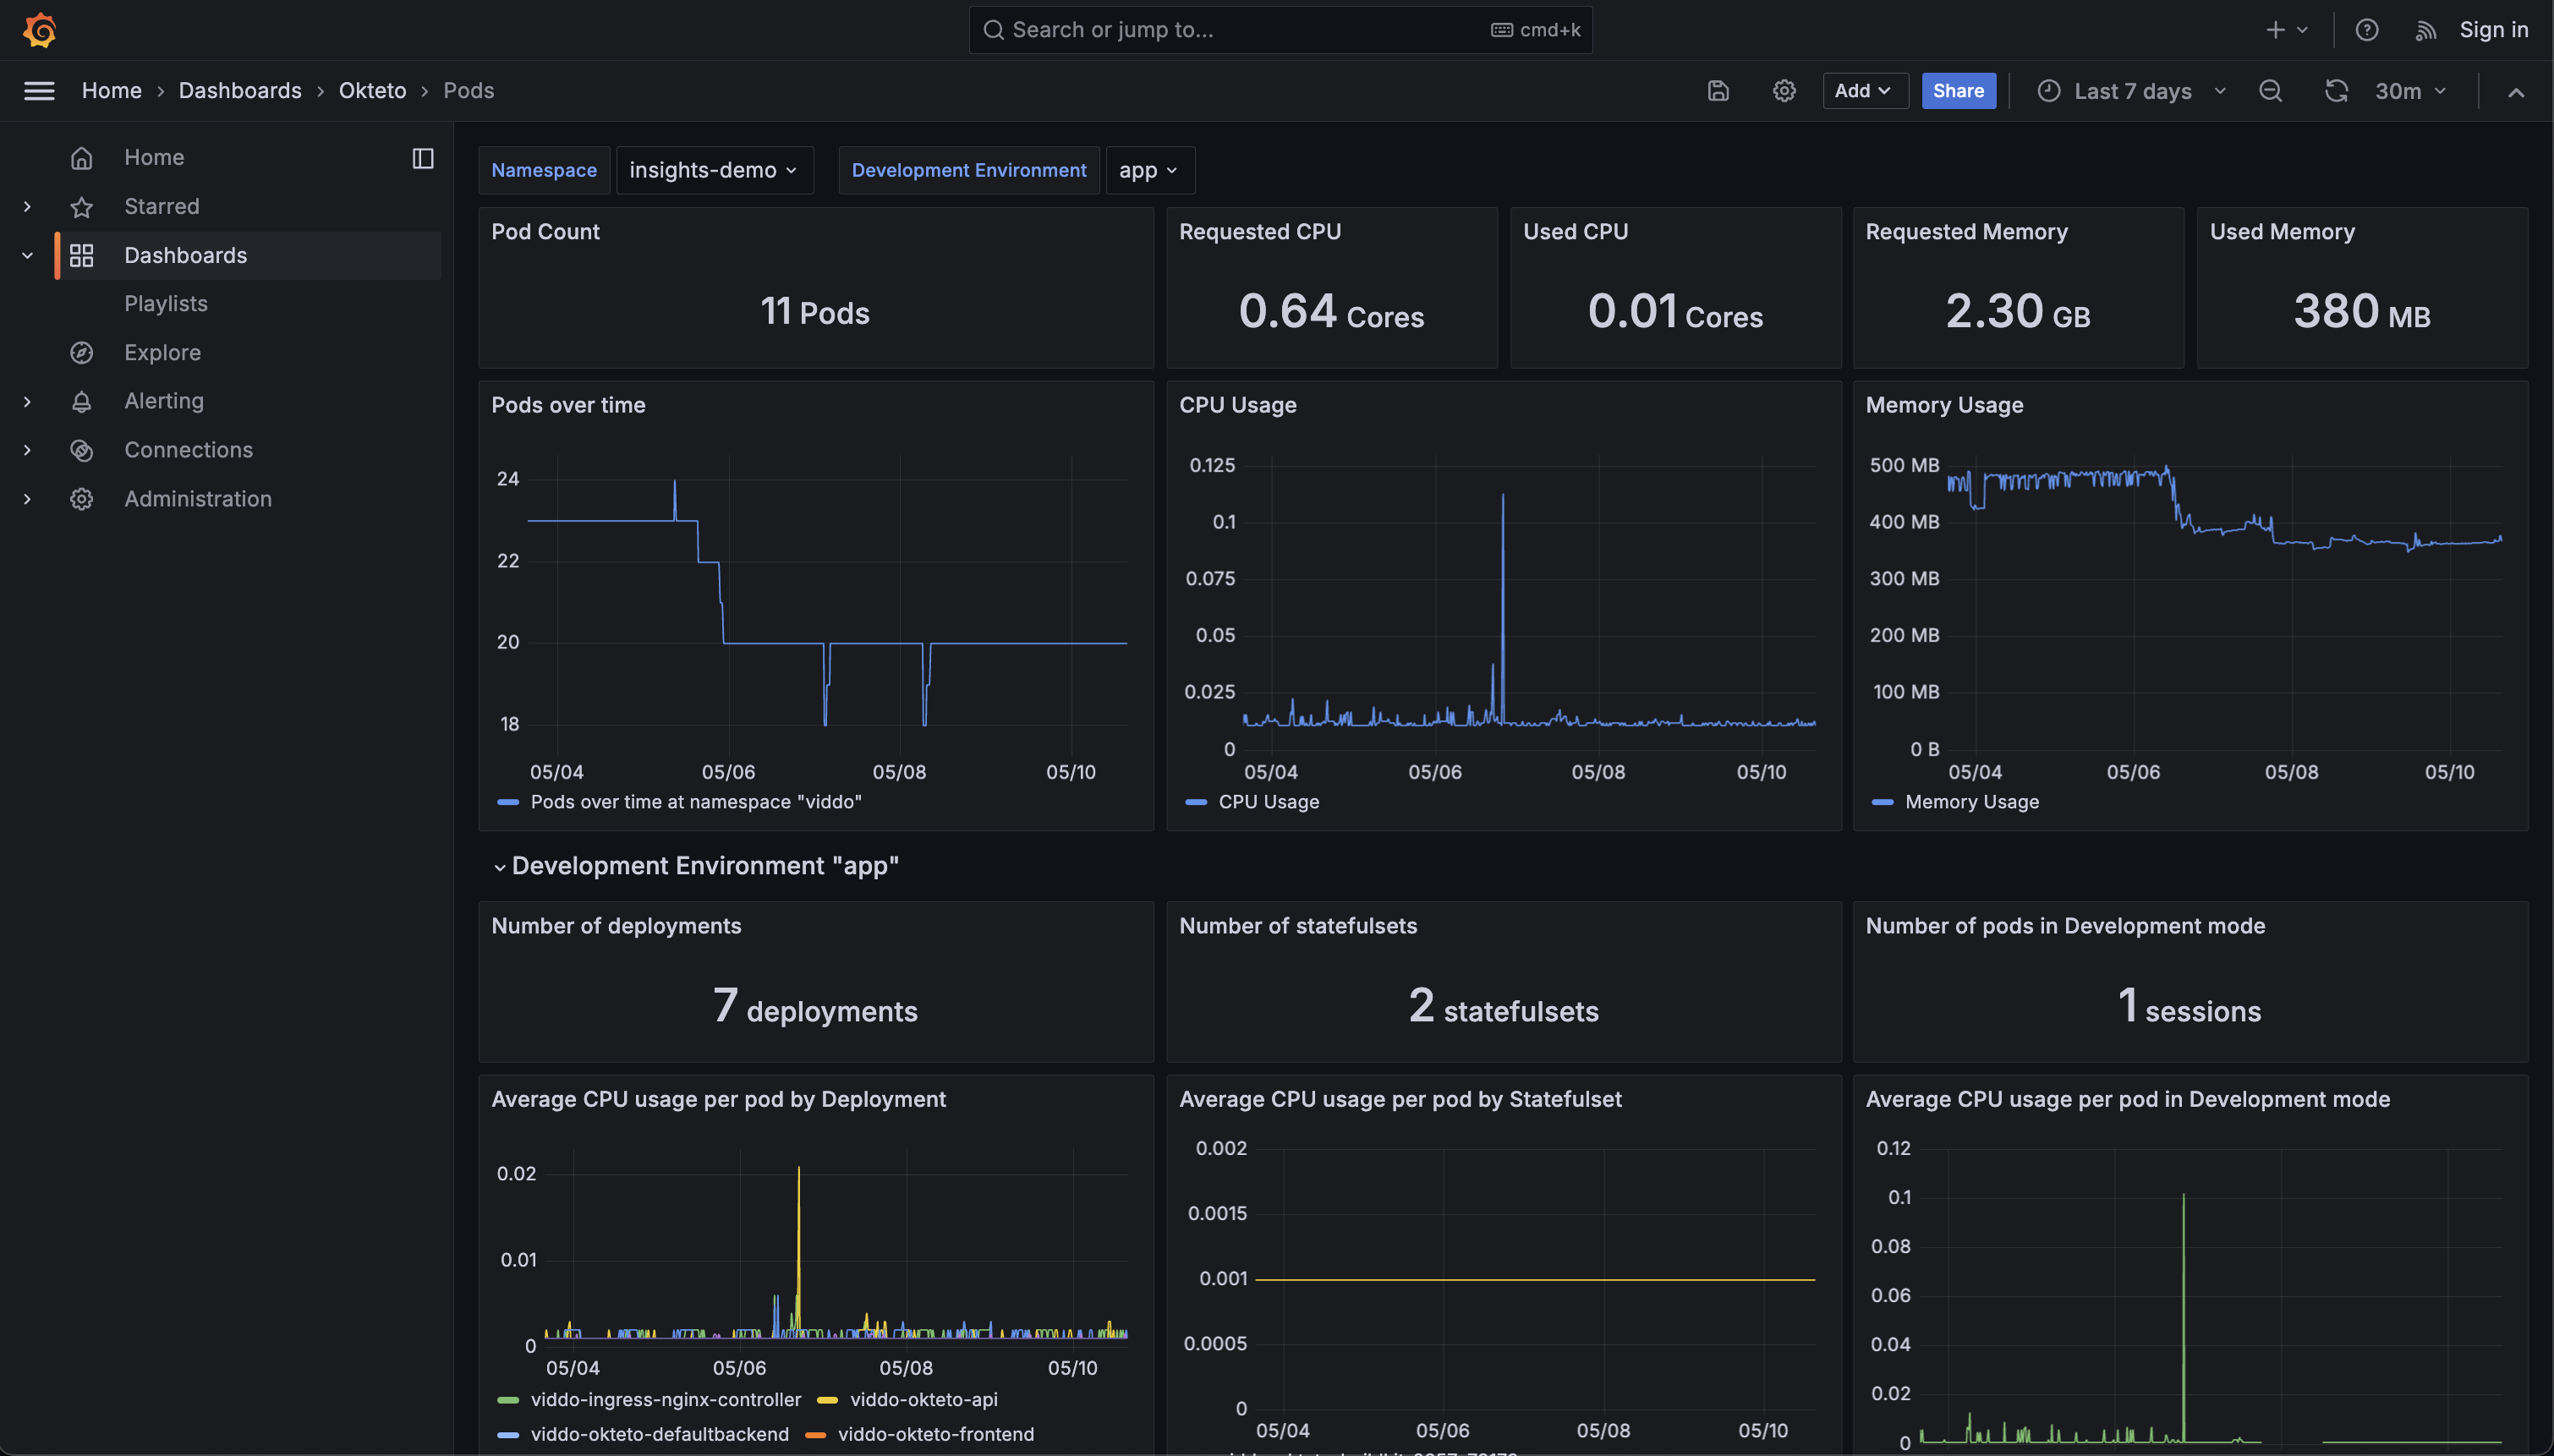 Search or jump to...
cmd+k
Sign in
Home › Dashboards › Okteto › Pods
Add
Share
Last 7 days
30m
Home
Starred
Dashboards
Playlists
Explore
Alerting
Connections
Administration
Namespace
insights-demo
Development Environment
app
Pod Count
11 Pods
Requested CPU
0.64 Cores
Used CPU
0.01 Cores
Requested Memory
2.30 GB
Used Memory
380 MB
Pods over time
24
22
20
18
05/04 05/06 05/08 05/10
Pods over time at namespace "viddo"
CPU Usage
0.125
0.1
0.075
0.05
0.025
0
05/04 05/06 05/08 05/10
CPU Usage
Memory Usage
500 MB
400 MB
300 MB
200 MB
100 MB
0 B
05/04 05/06 05/08 05/10
Memory Usage
Development Environment "app"
Number of deployments
7 deployments
Number of statefulsets
2 statefulsets
Number of pods in Development mode
1 sessions
Average CPU usage per pod by Deployment
0.02
0.01
0
05/04 05/06 05/08 05/10
viddo-ingress-nginx-controller viddo-okteto-api
viddo-okteto-defaultbackend viddo-okteto-frontend
Average CPU usage per pod by Statefulset
0.002
0.0015
0.001
0.0005
0
05/04 05/06 05/08 05/10
Average CPU usage per pod in Development mode
0.12
0.1
0.08
0.06
0.04
0.02
0